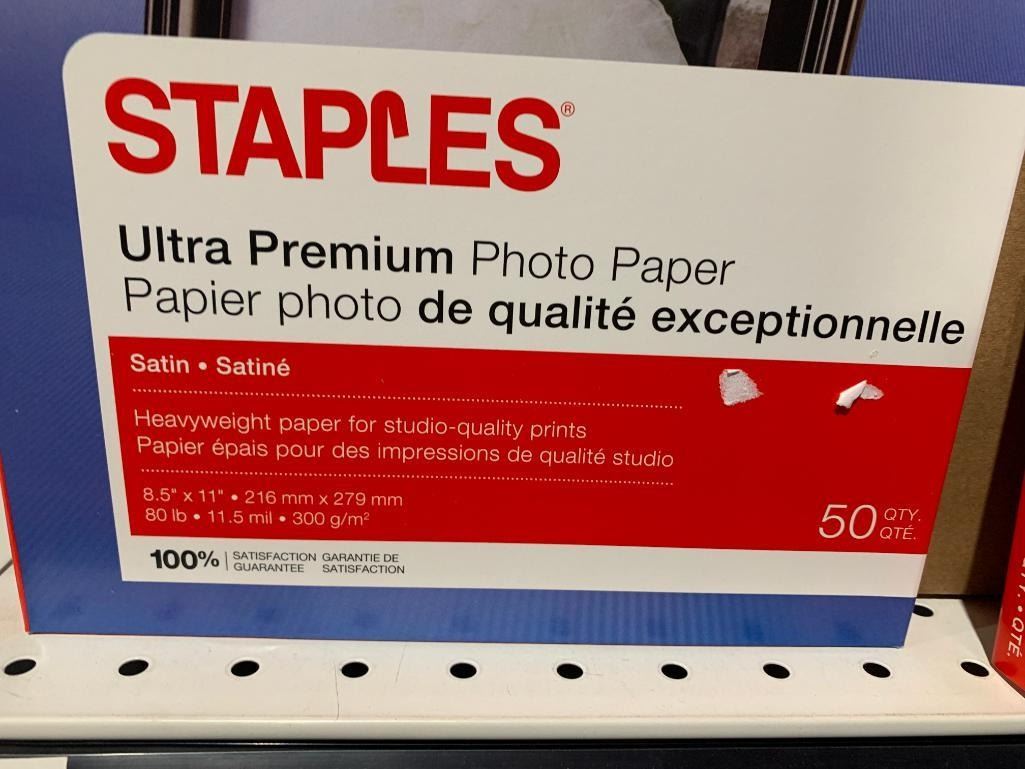 STAPLES®
Ultra Premium Photo Paper
Papier photo de qualité exceptionnelle
Satin • Satiné
Heavyweight paper for studio-quality prints
Papier épais pour des impressions de qualité studio
8.5" x 11" • 216 mm x 279 mm
80 lb • 11.5 mil • 300 g/m²
50 QTY.
QTÉ.
100% SATISFACTION GARANTIE DE
GUARANTEE SATISFACTION
QTÉ.